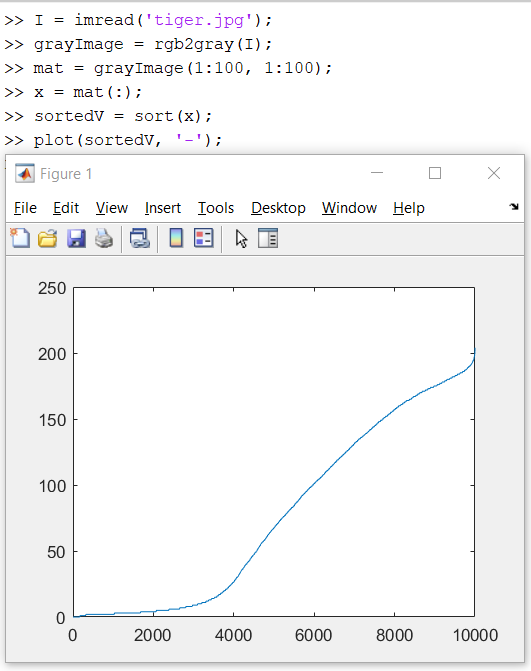 >> I = imread('tiger.jpg');
>> grayImage = rgb2gray(I);
>> mat = grayImage(1:100, 1:100);
>> x = mat(:);
>> sortedV = sort(x);
>> plot(sortedV, '-');
Figure 1
File Edit View Insert Tools Desktop Window Help
250
200
150
100
50
0
0 2000 4000 6000 8000 10000